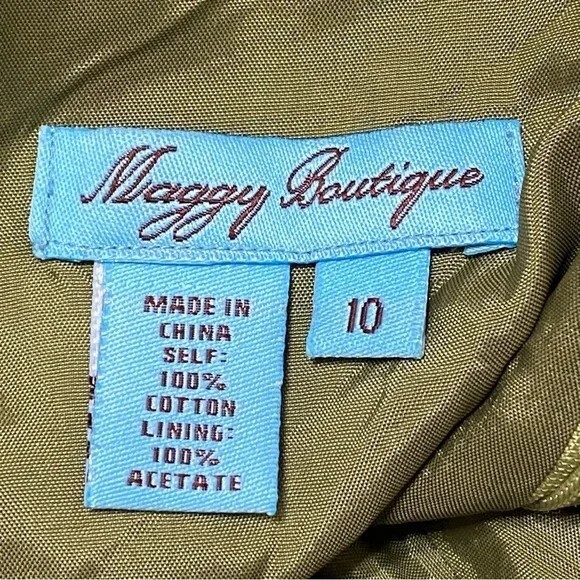 Maggy Boutique
MADE IN
CHINA
SELF:
100%
COTTON
LINING:
100%
ACETATE
10